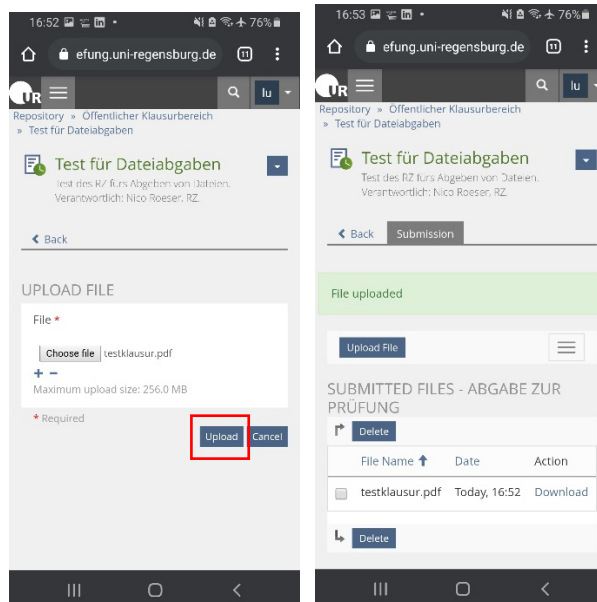 16:52
76%
efung.uni-regensburg.de
11
UR
lu
Repository » Öffentlicher Klausurbereich
» Test für Dateiabgaben
Test für Dateiabgaben
Test des RZ fürs Abgeben von Dateien.
Verantwortlich: Nico Roeser, RZ.
Back
UPLOAD FILE
File *
Choose file testklausur.pdf
+ −
Maximum upload size: 256.0 MB
* Required
Upload Cancel
16:53
76%
efung.uni-regensburg.de
11
UR
lu
Repository » Öffentlicher Klausurbereich
» Test für Dateiabgaben
Test für Dateiabgaben
Test des RZ fürs Abgeben von Dateien.
Verantwortlich: Nico Roeser, RZ.
Back Submission
File uploaded
Upload File
SUBMITTED FILES - ABGABE ZUR
PRÜFUNG
Delete
File Name Date Action
testklausur.pdf Today, 16:52 Download
Delete